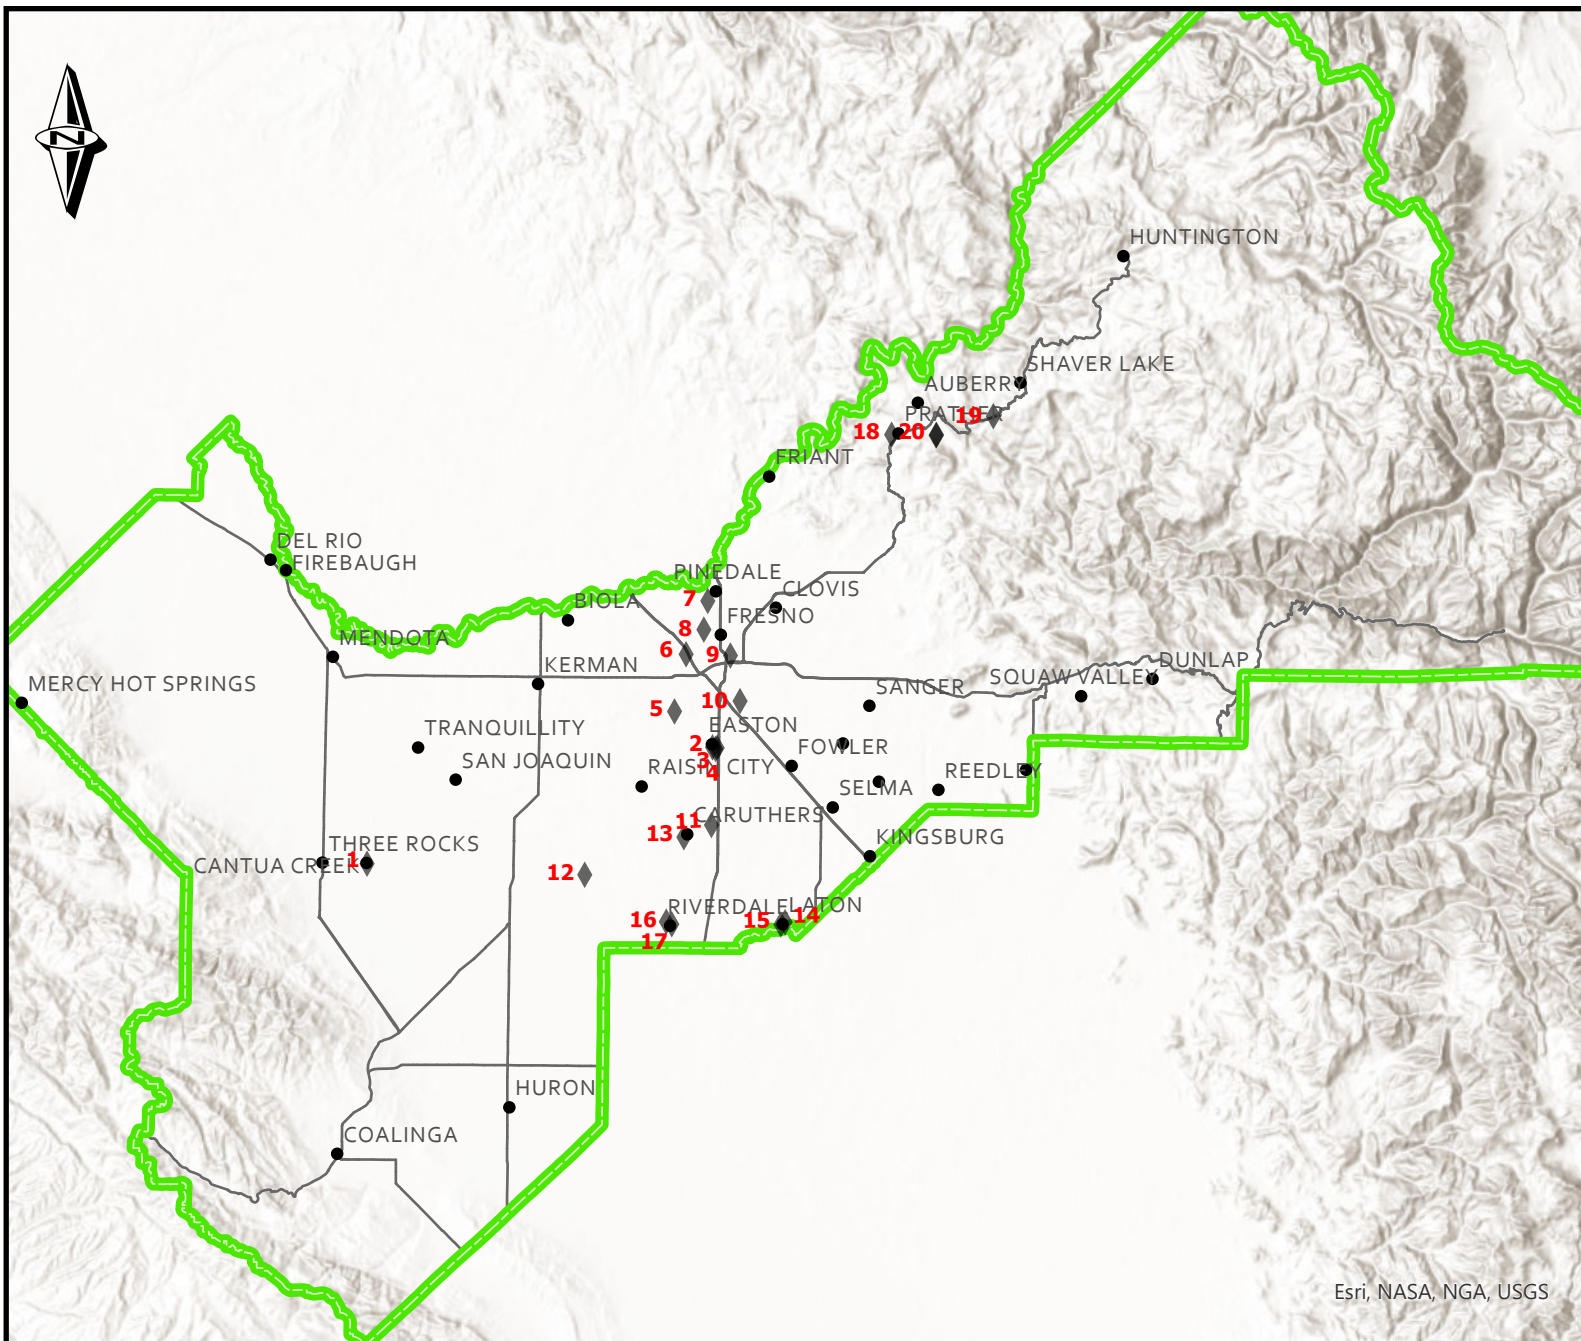 N
HUNTINGTON
SHAVER LAKE
AUBERRY
PRATHER
19
18
20
FRIANT
DEL RIO
FIREBAUGH
PINEDALE
CLOVIS
7
BIOLA
FRESNO
8
MENDOTA
6
9
KERMAN
DUNLAP
SQUAW VALLEY
MERCY HOT SPRINGS
SANGER
10
5
EASTON
TRANQUILLITY
2
FOWLER
SAN JOAQUIN
3
RAISIN CITY
4
REEDLEY
SELMA
CARUTHERS
11
13
KINGSBURG
THREE ROCKS
1
CANTUA CREEK
12
RIVERDALE
LATON
16
15
14
17
HURON
COALINGA
Esri, NASA, NGA, USGS